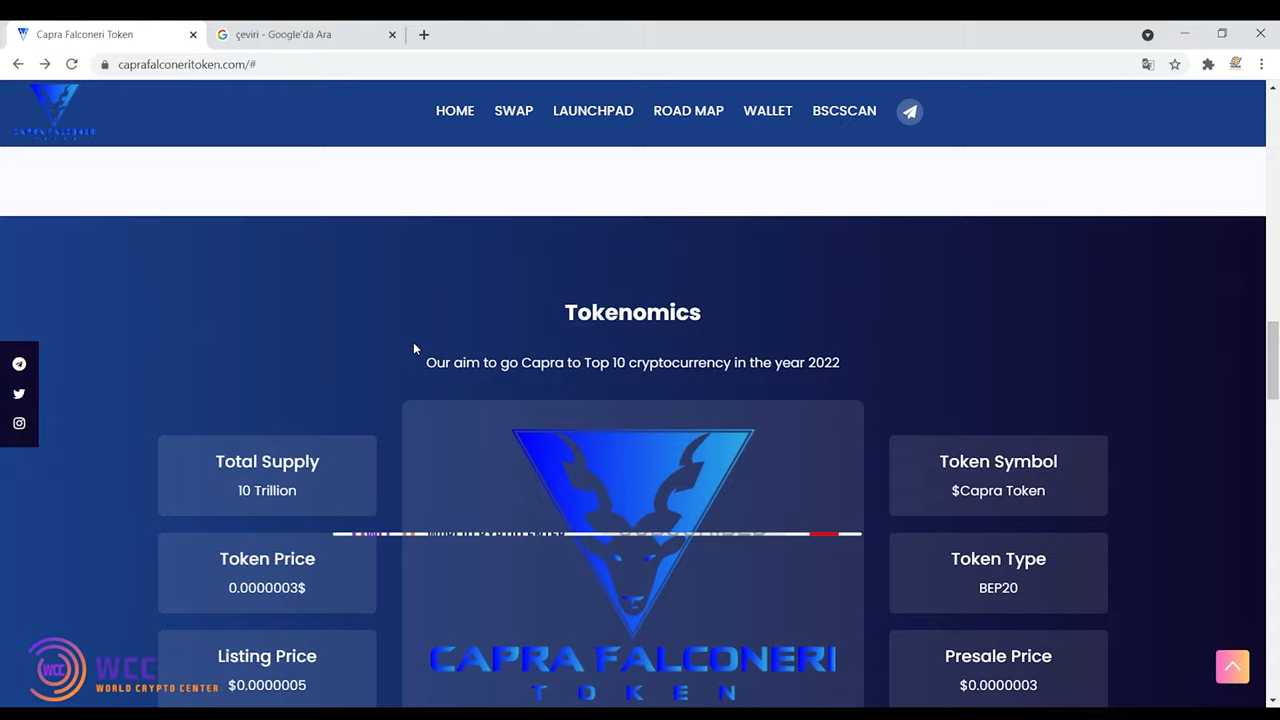 Capra Falconeri Token
çeviri - Google'da Ara
caprafalconeritoken.com/#
HOME SWAP LAUNCHPAD ROAD MAP WALLET BSCSCAN
Tokenomics
Our aim to go Capra to Top 10 cryptocurrency in the year 2022
Total Supply
10 Trillion
Token Symbol
$Capra Token
Token Price
0.0000003$
Token Type
BEP20
Listing Price
$0.0000005
Presale Price
$0.0000003
CAPRA FALCONERI
TOKEN
WCC
WCC
WORLD CRYPTO CENTER